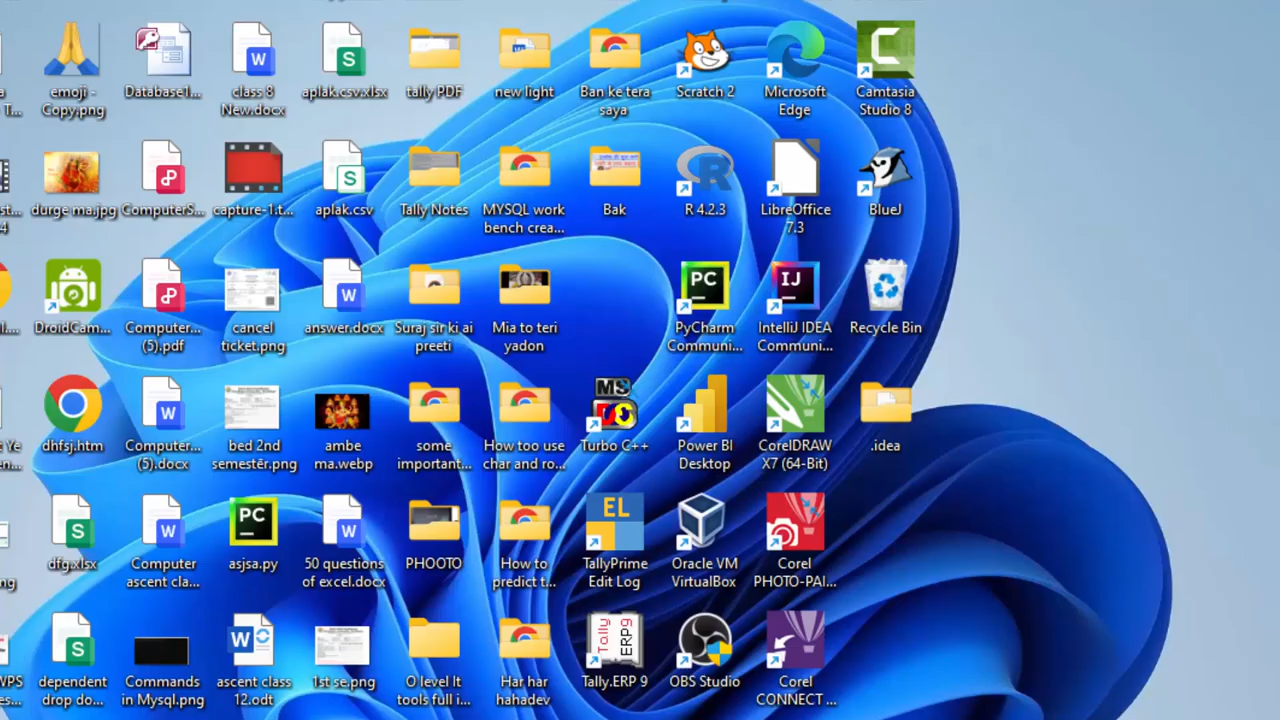 emoji -
Copy.png
Database1...
class 8
New.docx
aplak.csv.xlsx
tally PDF
new light
Ban ke tera
saya
Scratch 2
Microsoft
Edge
Camtasia
Studio 8
durge ma.jpg
ComputerS...
capture-1.t...
aplak.csv
Tally Notes
MYSQL work
bench crea...
Bak
R 4.2.3
LibreOffice
7.3
BlueJ
DroidCam...
Computer...
(5).pdf
cancel
ticket.png
answer.docx
Suraj sir ki ai
preeti
Mia to teri
yadon
PC
PyCharm
Communi...
IJ
IntelliJ IDEA
Communi...
Recycle Bin
dhfsj.htm
Computer...
(5).docx
bed 2nd
semester.png
ambe
ma.webp
some
important...
How too use
char and ro...
MS
Turbo C++
Power BI
Desktop
CorelDRAW
X7 (64-Bit)
.idea
dfg.xlsx
Computer
ascent cla...
PC
asjsa.py
50 questions
of excel.docx
PHOOTO
How to
predict t...
EL
TallyPrime
Edit Log
Oracle VM
VirtualBox
Corel
PHOTO-PAI...
dependent
drop do...
Commands
in Mysql.png
ascent class
12.odt
1st se.png
O level It
tools full i...
Har har
hahadev
Tally
ERP9
Tally.ERP 9
OBS Studio
Corel
CONNECT ...